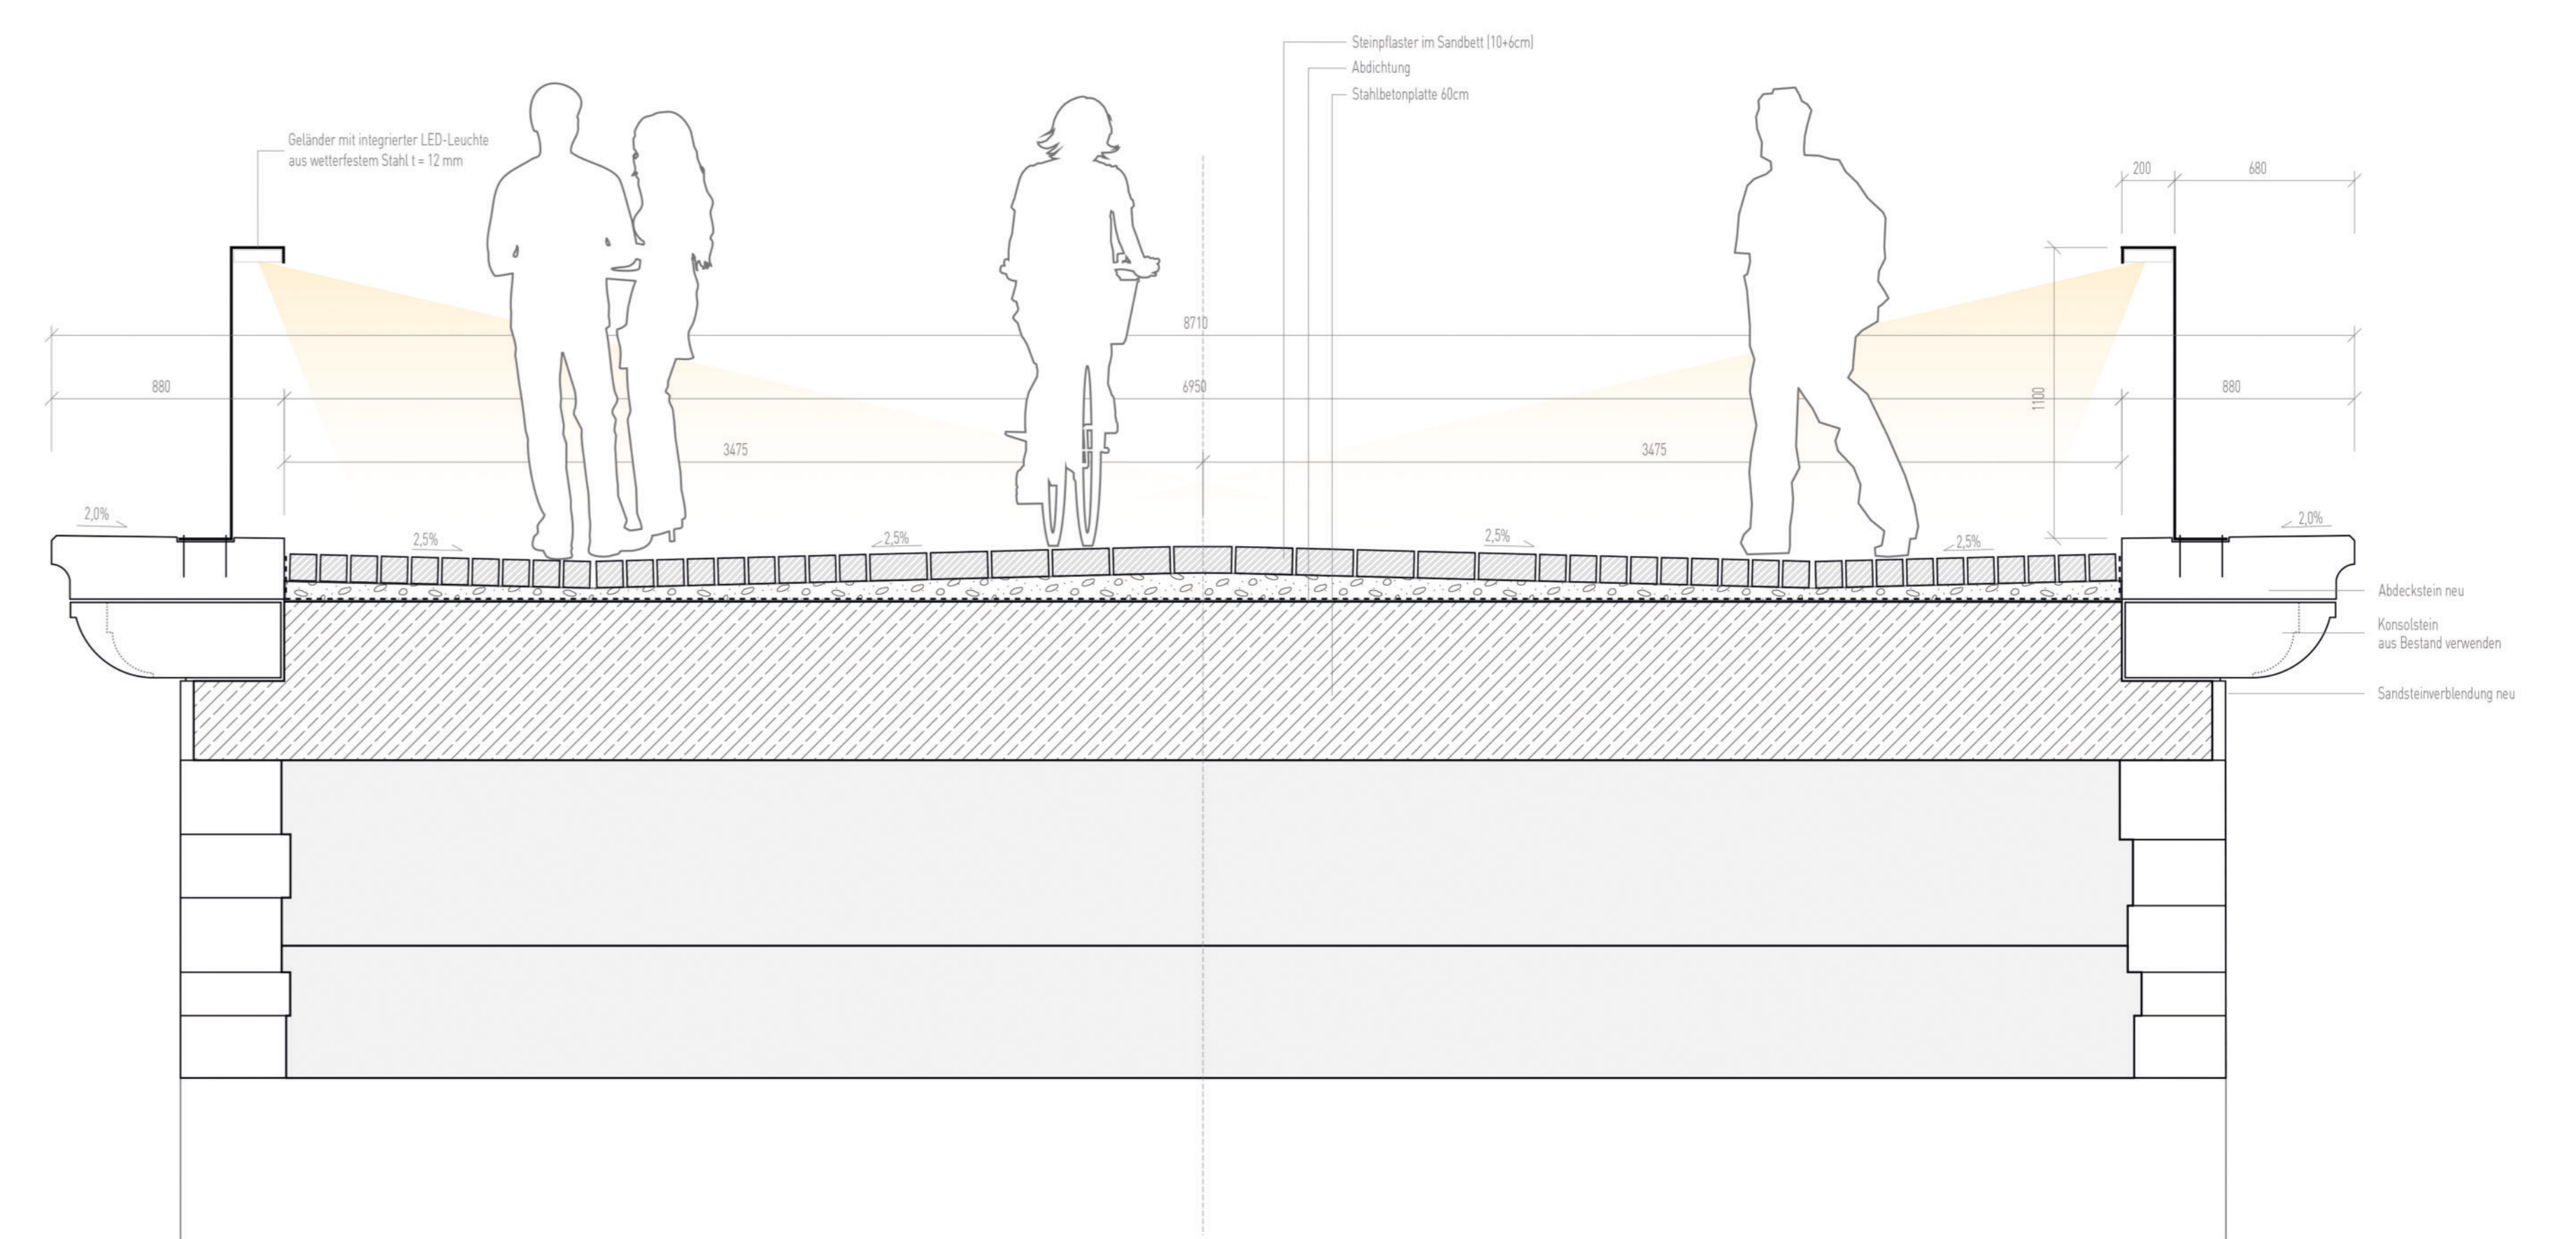 Steinpflaster im Sandbett (10+6cm)
Abdichtung
Stahlbetonplatte 60cm
Geländer mit integrierter LED-Leuchte
aus wetterfestem Stahl t = 12 mm
200
680
8710
880
6950
880
1100
3475
3475
2,0%
2,5%
2,5%
2,5%
2,5%
2,0%
Abdeckstein neu
Konsolstein
aus Bestand verwenden
Sandsteinverblendung neu